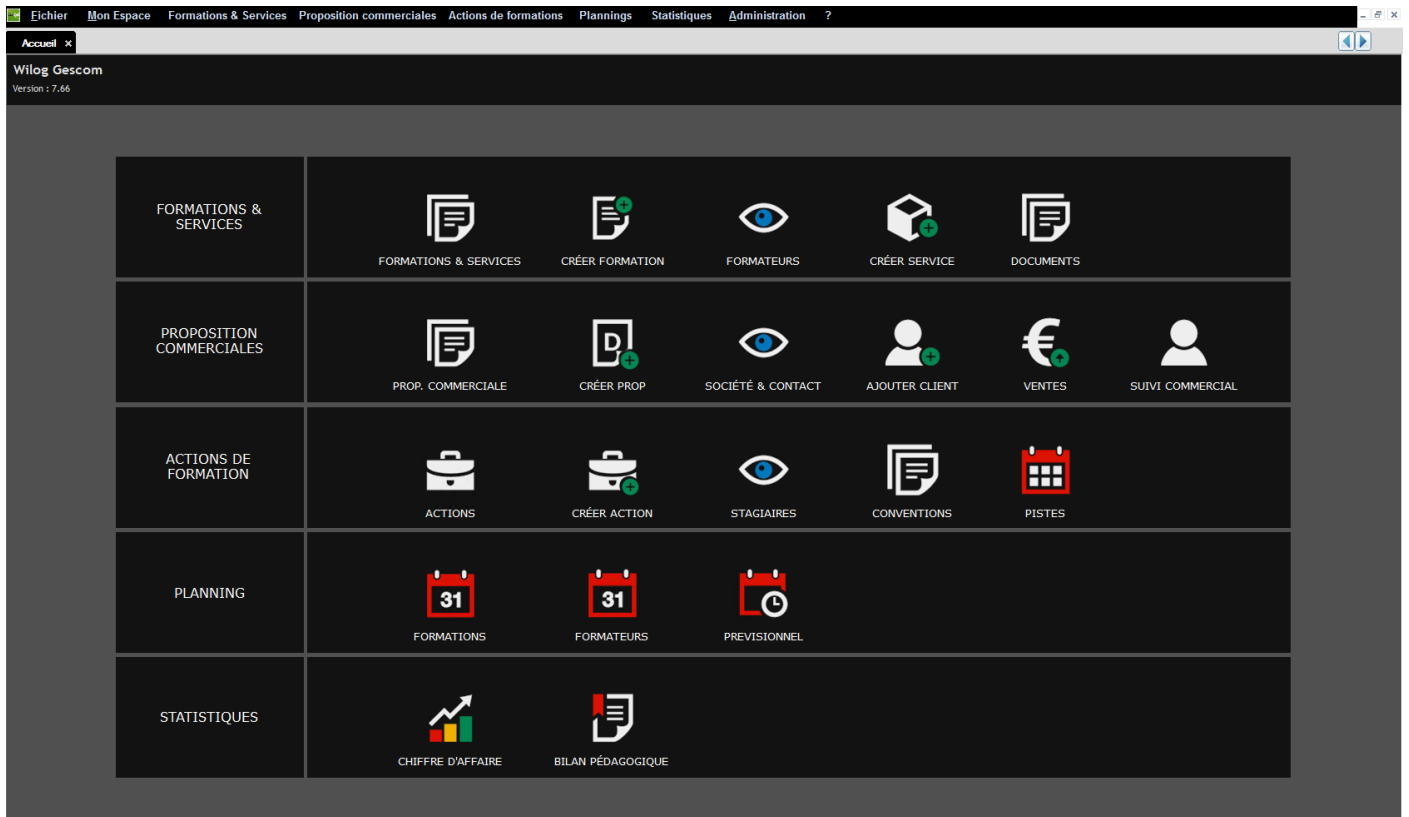 Eichier Mon Espace Formations & Services Proposition commerciales Actions de formations Plannings Statistiques Administration ?
Accueil x
Wilog Gescom
Version : 7.66
FORMATIONS &
SERVICES
FORMATIONS & SERVICES CRÉER FORMATION FORMATEURS CRÉER SERVICE DOCUMENTS
PROPOSITION
COMMERCIALES
D
PROP. COMMERCIALE CRÉER PROP SOCIÉTÉ & CONTACT AJOUTER CLIENT VENTES SUIVI COMMERCIAL
ACTIONS DE
FORMATION
ACTIONS CRÉER ACTION STAGIAIRES CONVENTIONS PISTES
PLANNING
31 31
FORMATIONS FORMATEURS PREVISIONNEL
STATISTIQUES
CHIFFRE D'AFFAIRE BILAN PÉDAGOGIQUE